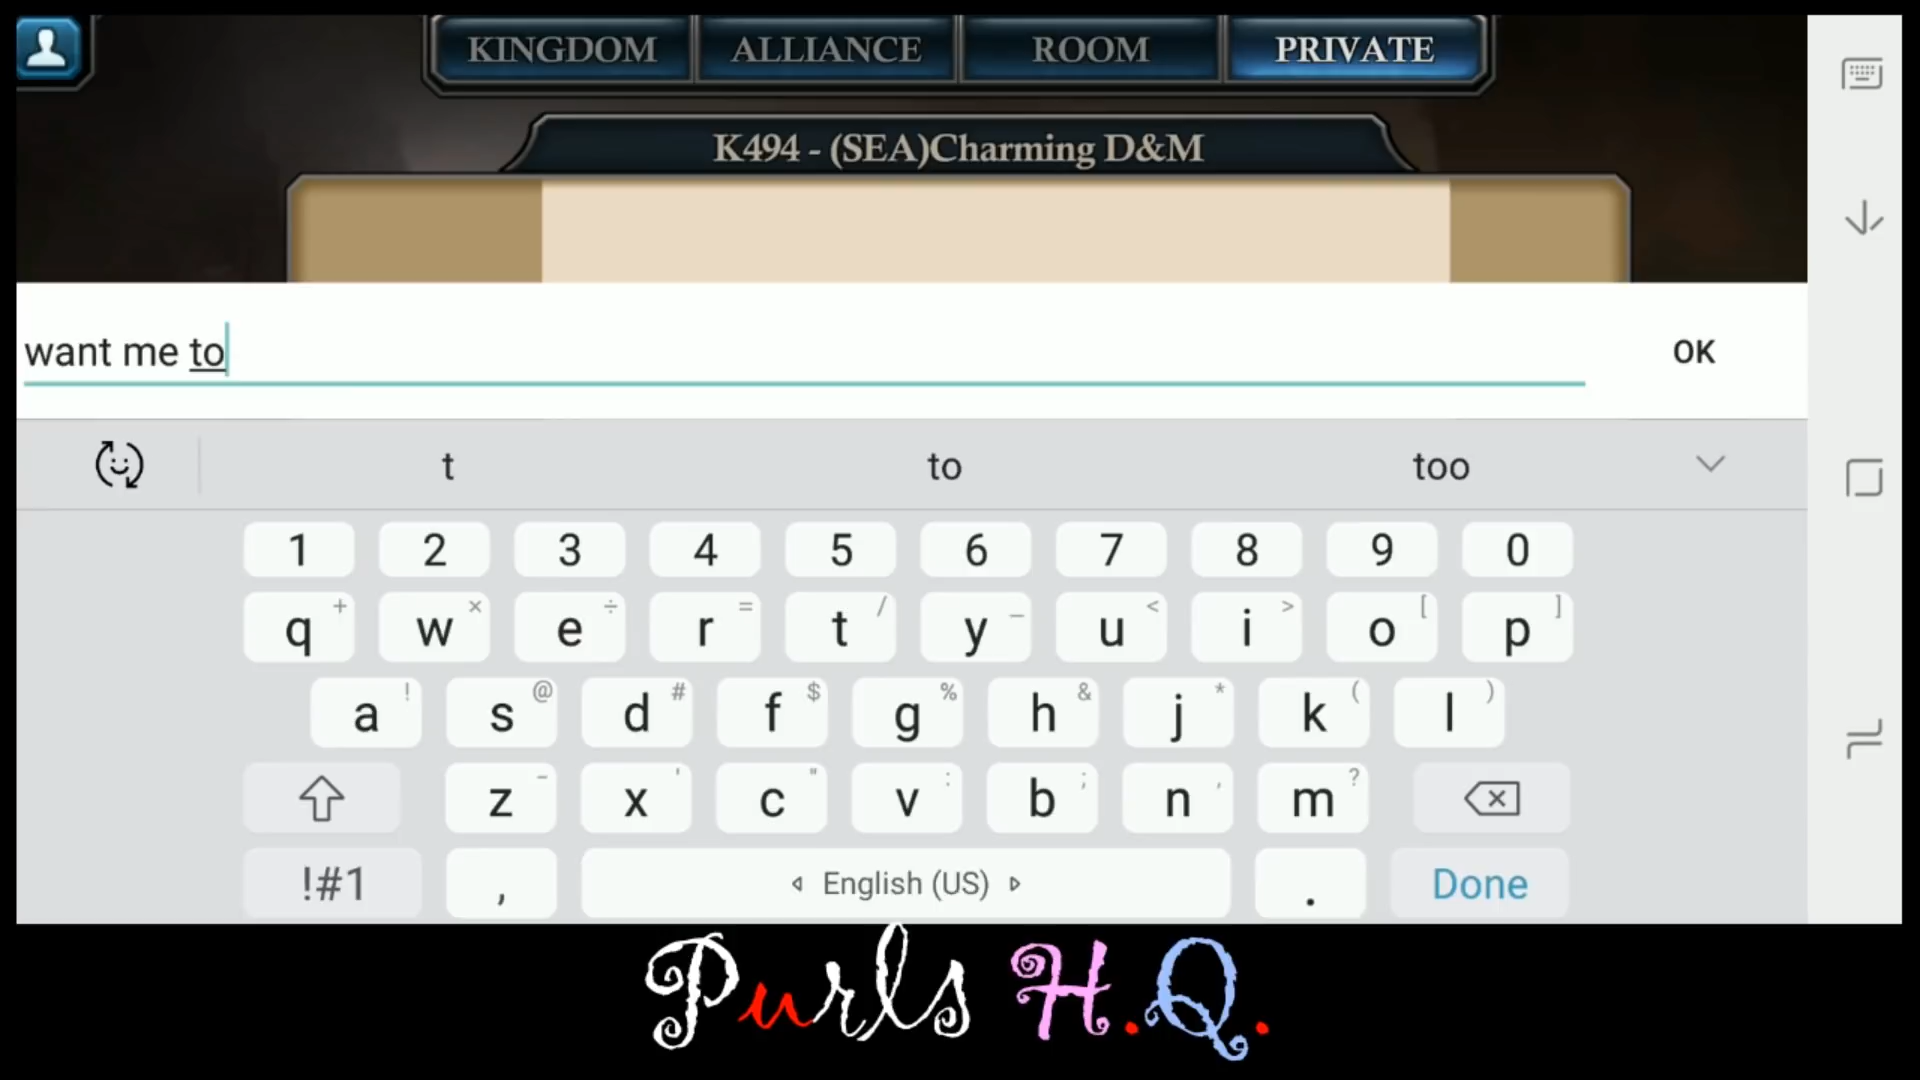 KINGDOM ALLIANCE ROOM PRIVATE
K494 - (SEA)Charming D&M
want me to OK
t to too
1 2 3 4 5 6 7 8 9 0
q + w × e ÷ r = t / y _ u < i > o [ p ]
a ! s @ d # f $ g % h & j * k ( l )
z - x ' c " v : b ; n , m ?
!#1 , English (US) . Done
Purls H.Q.